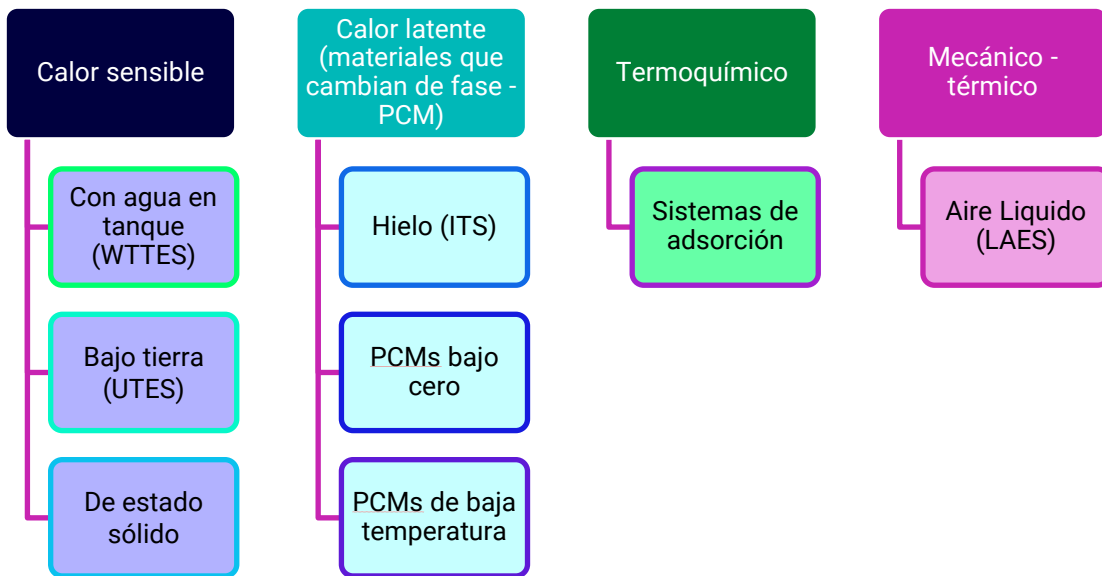 Calor sensible
Con agua en
tanque
(WTTES)
Bajo tierra
(UTES)
De estado
sólido
Calor latente
(materiales que
cambian de fase -
PCM)
Hielo (ITS)
PCMs bajo
cero
PCMs de baja
temperatura
Termoquímico
Sistemas de
adsorción
Mecánico -
térmico
Aire Liquido
(LAES)